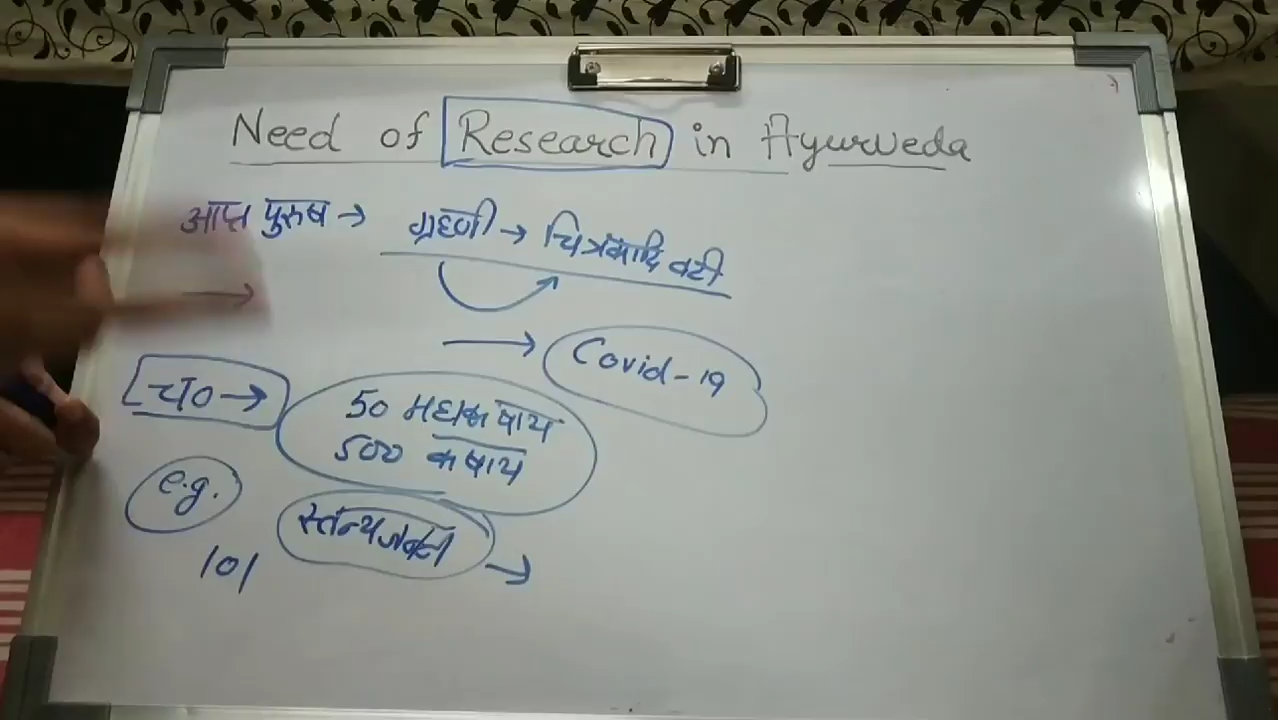 Need of Research in Ayurveda
आप्त पुरुष → ग्रहणी → चित्रकादि वटी
→
→ Covid-19
च० → 50 महाकषाय
500 कषाय
e.g. स्तन्यजनन →
101